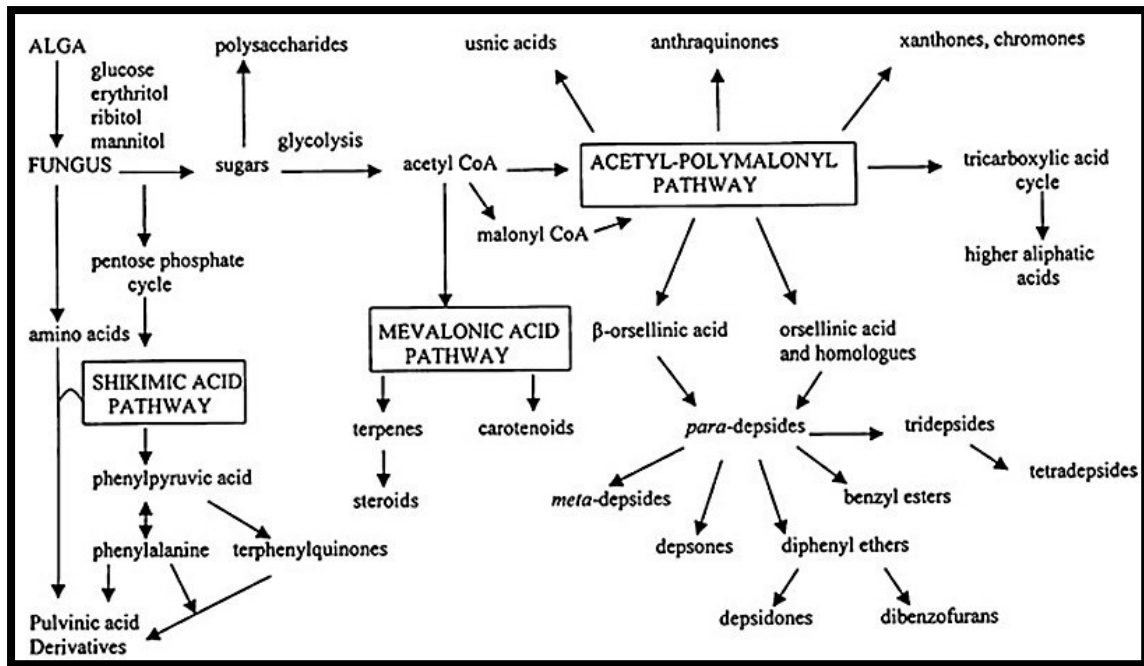 ALGA
glucose
erythritol
ribitol
mannitol
FUNGUS
polysaccharides
sugars
glycolysis
acetyl CoA
malonyl CoA
usnic acids
anthraquinones
xanthones, chromones
ACETYL-POLYMALONYL
PATHWAY
tricarboxylic acid
cycle
higher aliphatic
acids
pentose phosphate
cycle
amino acids
SHIKIMIC ACID
PATHWAY
MEVALONIC ACID
PATHWAY
β-orsellinic acid
orsellinic acid
and homologues
terpenes
carotenoids
steroids
para-depsides
tridepsides
tetradepsides
phenylpyruvic acid
meta-depsides
benzyl esters
phenylalanine
terphenylquinones
depsones
diphenyl ethers
Pulvinic acid
Derivatives
depsidones
dibenzofurans